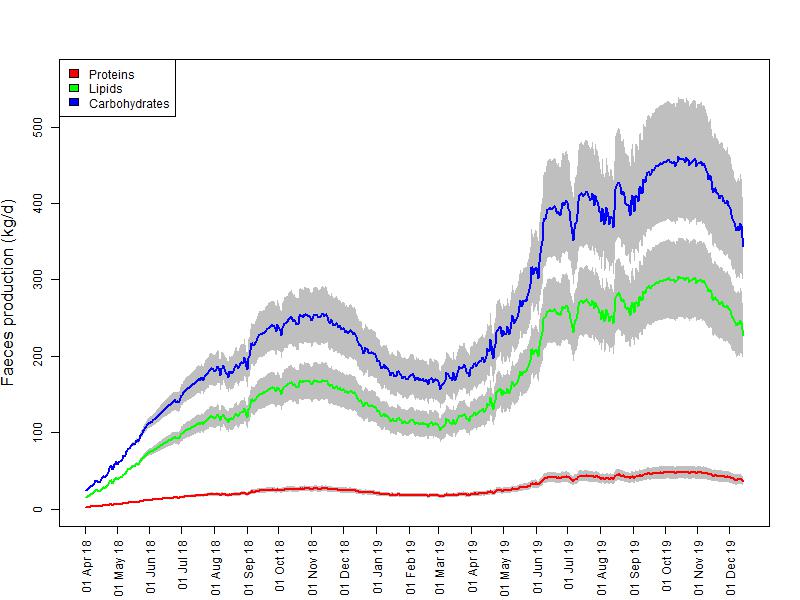 Proteins
Lipids
Carbohydrates
Faeces production (kg/d)
500
400
300
200
100
0
01 Apr 18
01 May 18
01 Jun 18
01 Jul 18
01 Aug 18
01 Sep 18
01 Oct 18
01 Nov 18
01 Dec 18
01 Jan 19
01 Feb 19
01 Mar 19
01 Apr 19
01 May 19
01 Jun 19
01 Jul 19
01 Aug 19
01 Sep 19
01 Oct 19
01 Nov 19
01 Dec 19